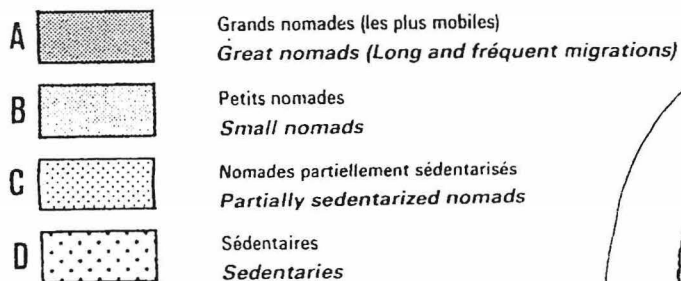 A
Grands nomades (les plus mobiles)
Great nomads (Long and fréquent migrations)
B
Petits nomades
Small nomads
C
Nomades partiellement sédentarisés
Partially sedentarized nomads
D
Sédentaires
Sedentaries